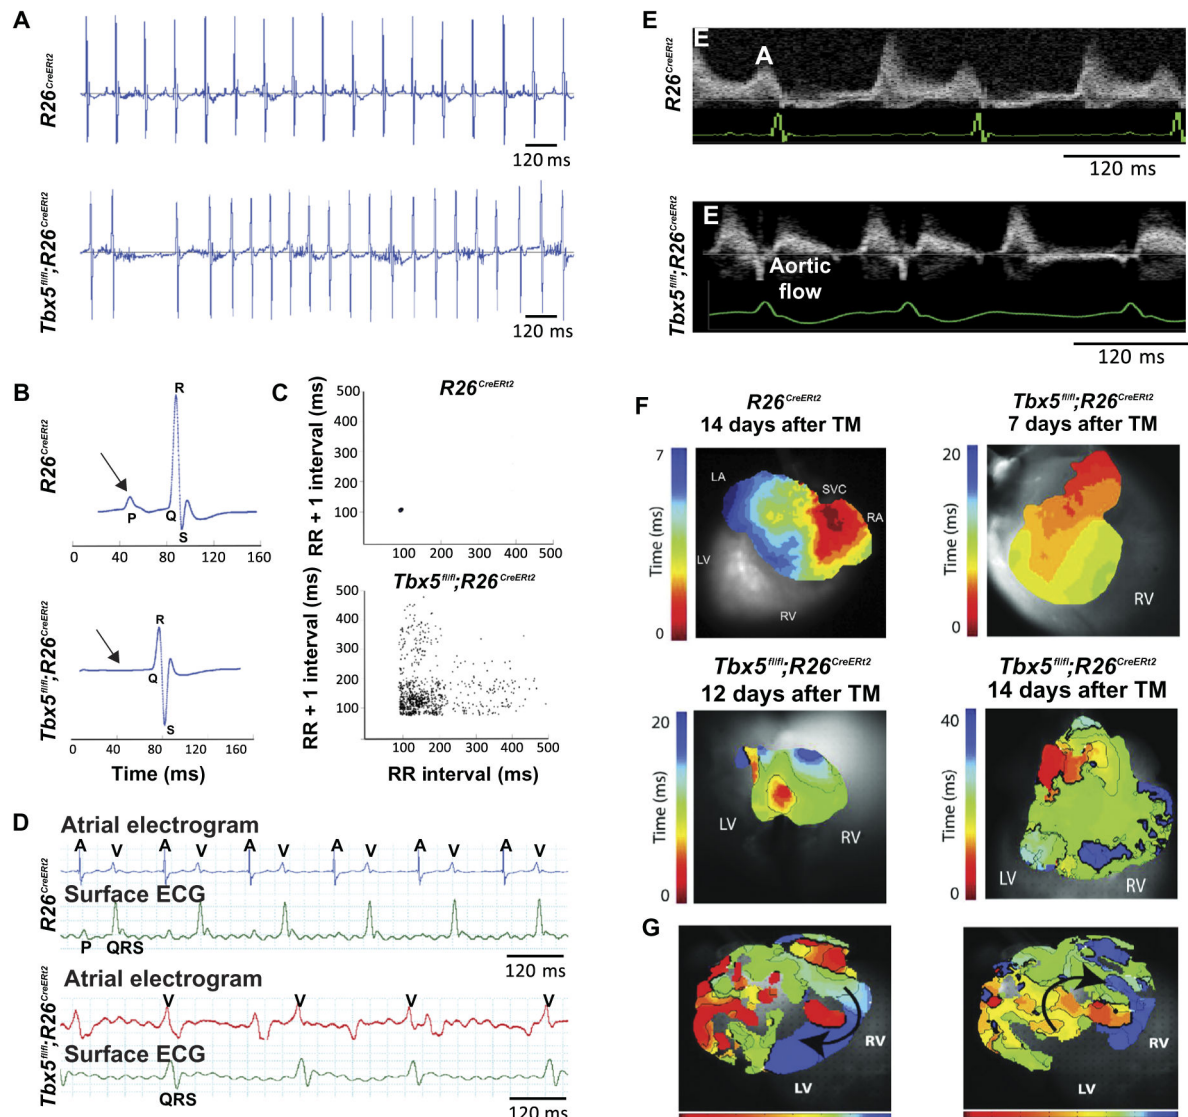 A
R26CreERt2
120 ms
Tbx5fl/fl;R26CreERt2
120 ms
B
R26CreERt2
R
P
Q
S
0 40 80 120 160
Tbx5fl/fl;R26CreERt2
R
Q
S
0 40 80 120 160
Time (ms)
C
R26CreERt2
RR + 1 interval (ms)
500
400
300
200
100
100 200 300 400 500
Tbx5fl/fl;R26CreERt2
RR + 1 interval (ms)
500
400
300
200
100
100 200 300 400 500
RR interval (ms)
D
R26CreERt2
Atrial electrogram
A V A V A V A V A V A V
Surface ECG
P QRS
120 ms
Tbx5fl/fl;R26CreERt2
Atrial electrogram
V V V V
Surface ECG
QRS
120 ms
E
R26CreERt2
E
A
120 ms
Tbx5fl/fl;R26CreERt2
E
Aortic
flow
120 ms
F
R26CreERt2
14 days after TM
7
Time (ms)
0
LA
SVC
RA
LV
RV
Tbx5fl/fl;R26CreERt2
7 days after TM
20
Time (ms)
0
RV
Tbx5fl/fl;R26CreERt2
12 days after TM
20
Time (ms)
0
LV
RV
Tbx5fl/fl;R26CreERt2
14 days after TM
40
Time (ms)
0
LV
RV
G
RV
LV
RV
LV